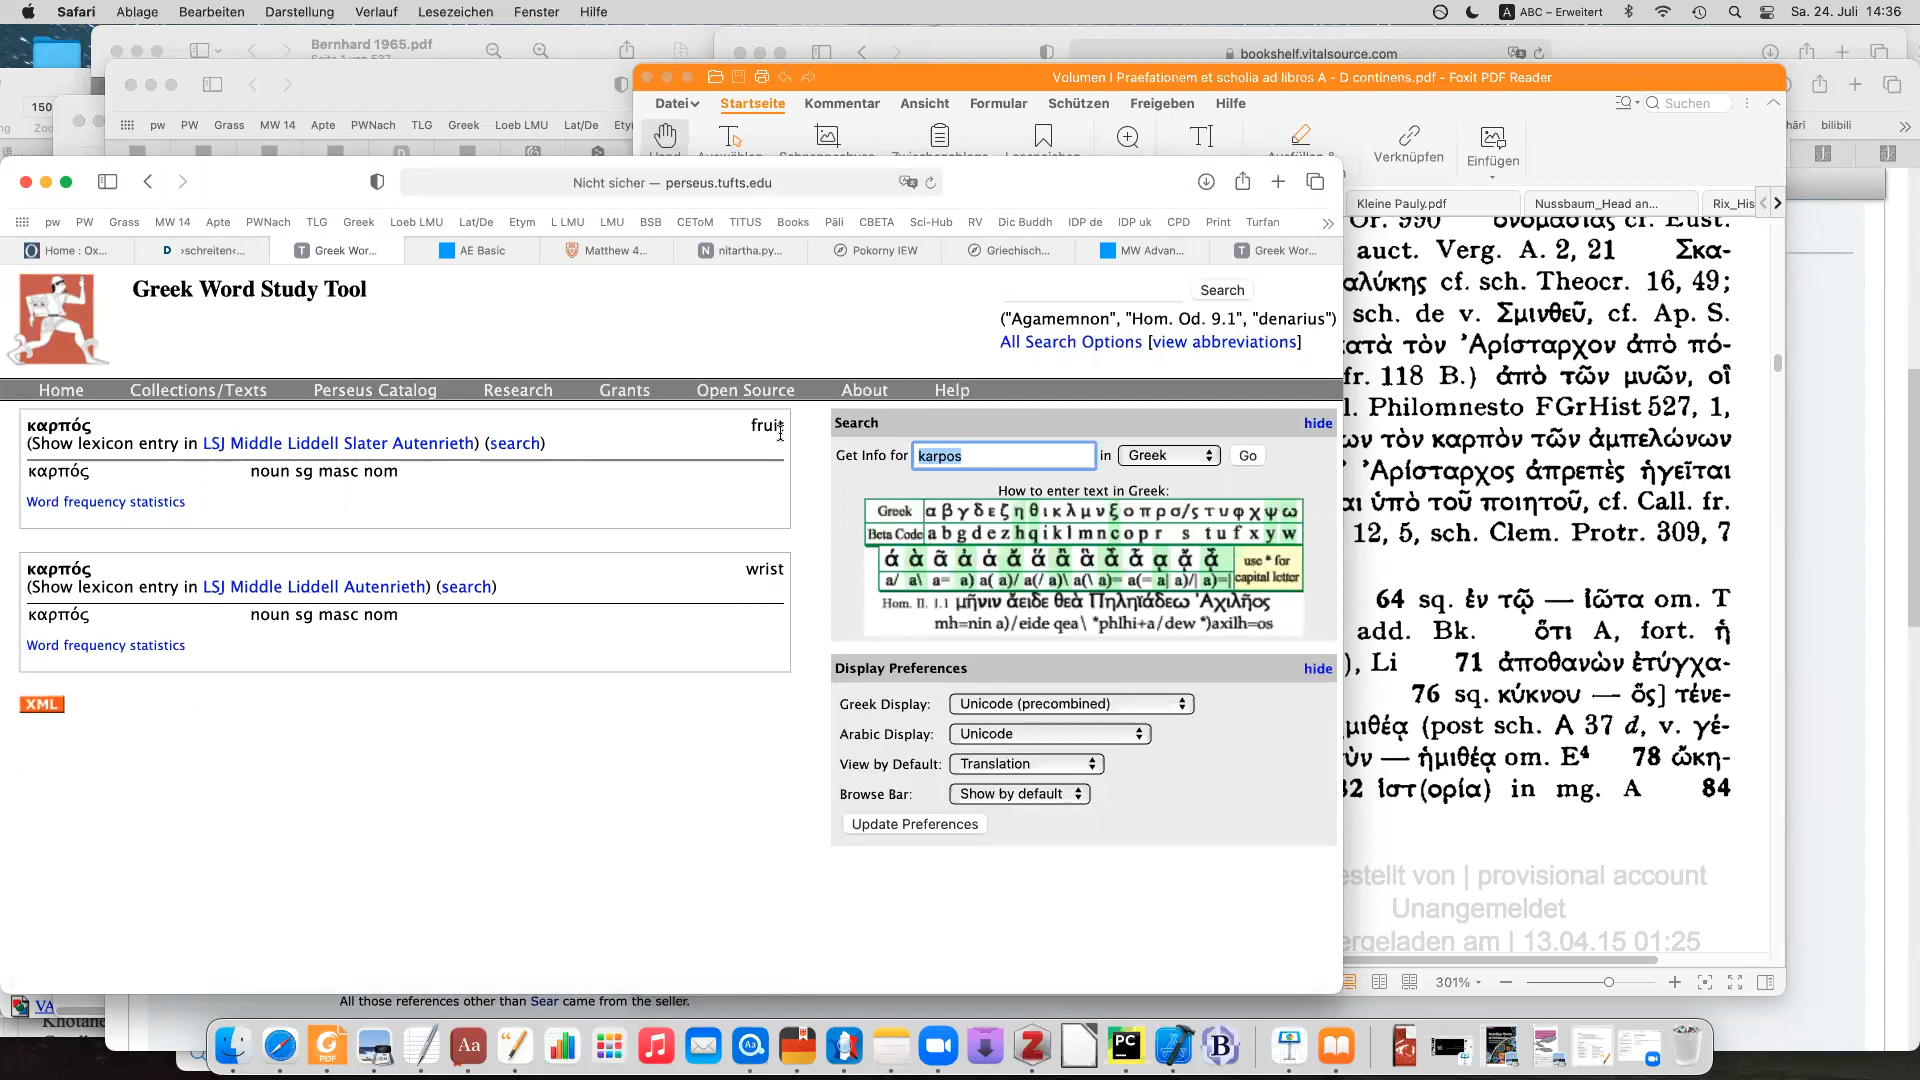 Safari Ablage Bearbeiten Darstellung Verlauf Lesezeichen Fenster Hilfe
ABC – Erweitert Sa. 24. Juli 14:36
Bernhard 1965.pdf
bookshelf.vitalsource.com
Volumen I Praefationem et scholia ad libros A - D continens.pdf - Foxit PDF Reader
150
Datei Startseite Kommentar Ansicht Formular Schützen Freigeben Hilfe
Suchen
pw PW Grass MW 14 Apte PWNach TLG Greek Loeb LMU Lat/De
bilibili
Verknüpfen
Einfügen
Nicht sicher — perseus.tufts.edu
Kleine Pauly.pdf Nussbaum_Head an... Rix_His
pw PW Grass MW 14 Apte PWNach TLG Greek Loeb LMU Lat/De Etym L LMU LMU BSB CEToM TITUS Books Pāli CBETA Sci-Hub RV Dic Buddh IDP de IDP uk CPD Print Turfan
Home : Ox... ›schreiten‹... Greek Wor... AE Basic Matthew 4... nitartha.py... Pokorny IEW Griechisch... MW Advan... Greek Wor...
Greek Word Study Tool
Search
("Agamemnon", "Hom. Od. 9.1", "denarius")
All Search Options [view abbreviations]
Home Collections/Texts Perseus Catalog Research Grants Open Source About Help
καρπός fruit
(Show lexicon entry in LSJ Middle Liddell Slater Autenrieth) (search)
καρπός noun sg masc nom
Word frequency statistics
καρπός wrist
(Show lexicon entry in LSJ Middle Liddell Autenrieth) (search)
καρπός noun sg masc nom
Word frequency statistics
XML
Search hide
Get Info for karpos in Greek Go
How to enter text in Greek:
Greek α β γ δ ε ζ η θ ι κ λ μ ν ξ ο π ρ σ/ς τ υ φ χ ψ ω
Beta Code a b g d e z h q i k l m n c o p r s t u f x y w
ά ὰ ᾶ ἀ ἁ ἄ ἅ ἂ ἃ ἆ ἇ ᾳ ᾴ ᾇ
a/ a\ a= a) a( a)/ a(/ a)\ a(\ a)= a(= a| a)/| a)=|
use * for
capital letter
Hom. Il. 1.1 μῆνιν ἄειδε θεὰ Πηληϊάδεω Ἀχιλῆος
mh=nin a)/eide qea\ *phlhi+a/dew *)axilh=os
Display Preferences hide
Greek Display: Unicode (precombined)
Arabic Display: Unicode
View by Default: Translation
Browse Bar: Show by default
Update Preferences
Or. 990 ὀνομασίας cf. Eust.
auct. Verg. A. 2, 21 Σκα-
αλύκης cf. sch. Theocr. 16, 49;
sch. de v. Σμινθεῦ, cf. Ap. S.
ατὰ τὸν Ἀρίσταρχον ἀπὸ πό-
fr. 118 B.) ἀπὸ τῶν μυῶν, οἳ
l. Philomnesto FGrHist 527, 1,
ων τὸν καρπὸν τῶν ἀμπελώνων
Ἀρίσταρχος ἀπρεπὲς ἡγεῖται
αι ὑπὸ τοῦ ποιητοῦ, cf. Call. fr.
12, 5, sch. Clem. Protr. 309, 7
64 sq. ἐν τῷ — ἰῶτα om. T
add. Bk. ὅτι A, fort. ἡ
), Li 71 ἀποθανὼν ἐτύγχα-
76 sq. κύκνου — ὅς] τένε-
μιθέᾳ (post sch. A 37 d, v. γέ-
ὺν — ἡμιθέᾳ om. E⁴ 78 ᾤκη-
82 ἱστ(ορία) in mg. A 84
estellt von | provisional account
Unangemeldet
ergeladen am | 13.04.15 01:25
301%
VA
Khotane
All those references other than Sear came from the seller.